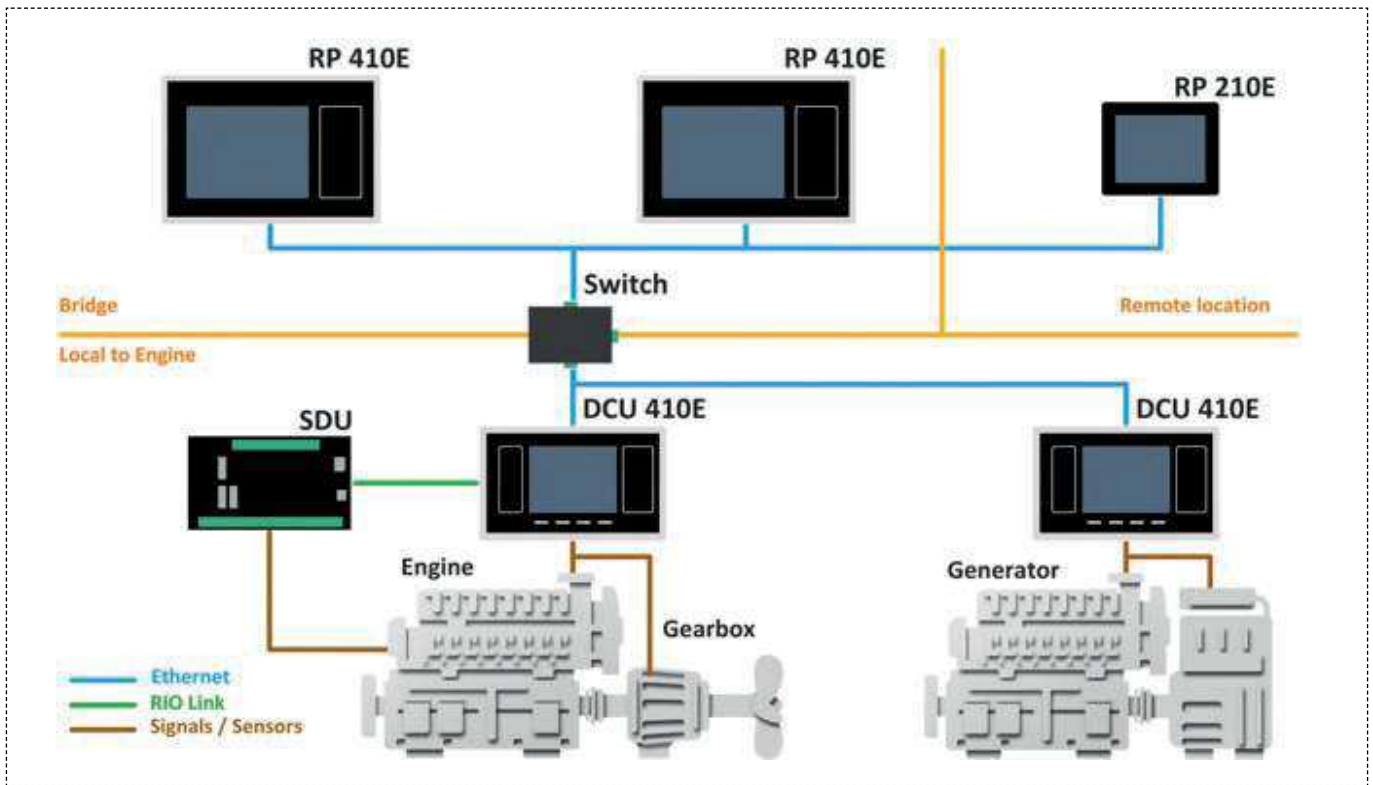 RP 410E
RP 410E
RP 210E
Switch
Bridge
Remote location
Local to Engine
SDU
DCU 410E
DCU 410E
Engine
Generator
Gearbox
Ethernet
RIO Link
Signals / Sensors